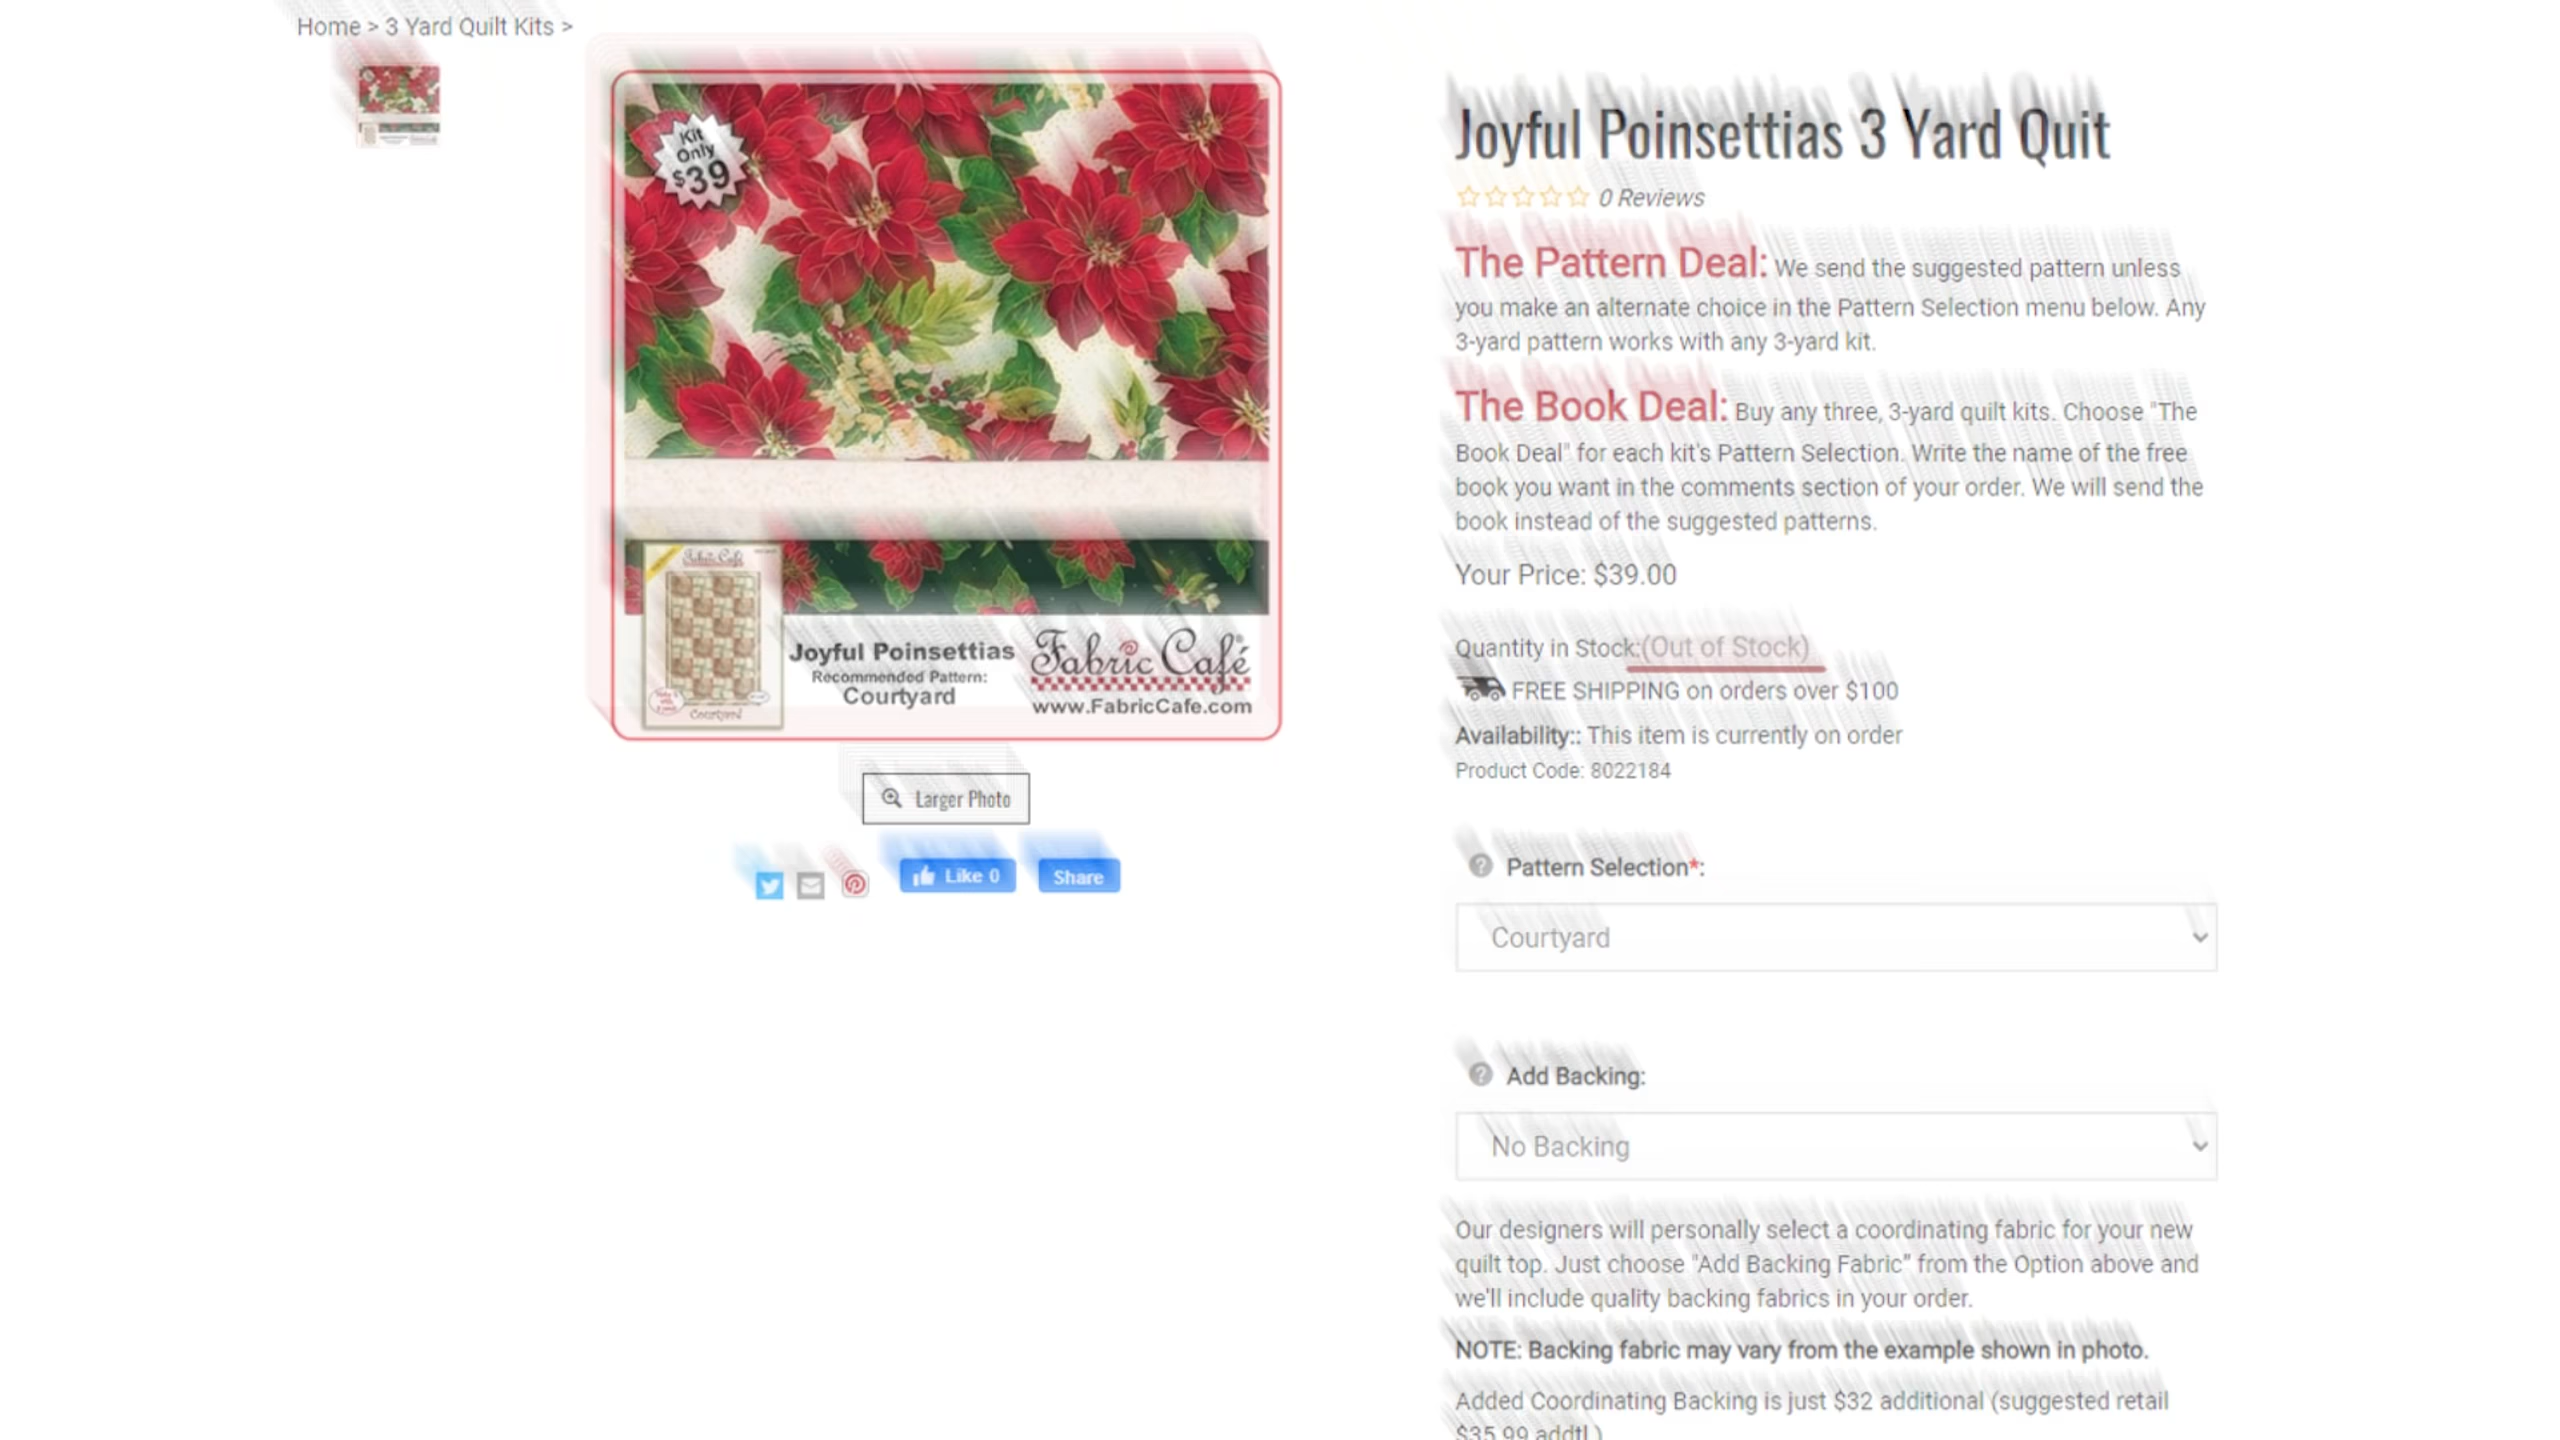 Home > 3 Yard Quilt Kits >
Kit
Only
$39
Fabric Café
Courtyard
Joyful Poinsettias
Recommended Pattern:
Courtyard
Fabric Café®
www.FabricCafe.com
Larger Photo
Like 0
Share
Joyful Poinsettias 3 Yard Quit
0 Reviews
The Pattern Deal: We send the suggested pattern unless
you make an alternate choice in the Pattern Selection menu below. Any
3-yard pattern works with any 3-yard kit.
The Book Deal: Buy any three, 3-yard quilt kits. Choose "The
Book Deal" for each kit's Pattern Selection. Write the name of the free
book you want in the comments section of your order. We will send the
book instead of the suggested patterns.
Your Price: $39.00
Quantity in Stock:(Out of Stock)
FREE SHIPPING on orders over $100
Availability:: This item is currently on order
Product Code: 8022184
Pattern Selection*:
Courtyard
Add Backing:
No Backing
Our designers will personally select a coordinating fabric for your new
quilt top. Just choose "Add Backing Fabric" from the Option above and
we'll include quality backing fabrics in your order.
NOTE: Backing fabric may vary from the example shown in photo.
Added Coordinating Backing is just $32 additional (suggested retail
$35.99 addtl.)